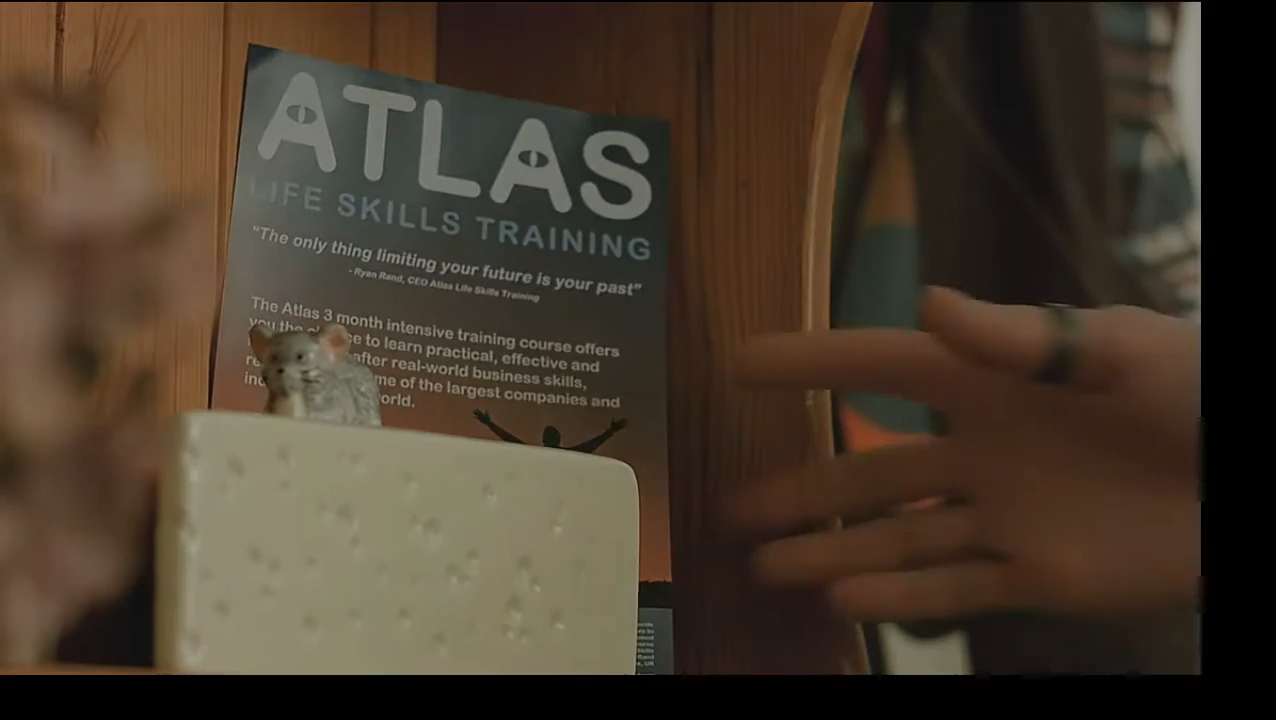 ATLAS
LIFE SKILLS TRAINING
"The only thing limiting your future is your past"
- Ryan Rand, CEO Atlas Life Skills Training
The Atlas 3 month intensive training course offers
you the to learn practical, effective and
after real-world business skills,
of the largest companies and